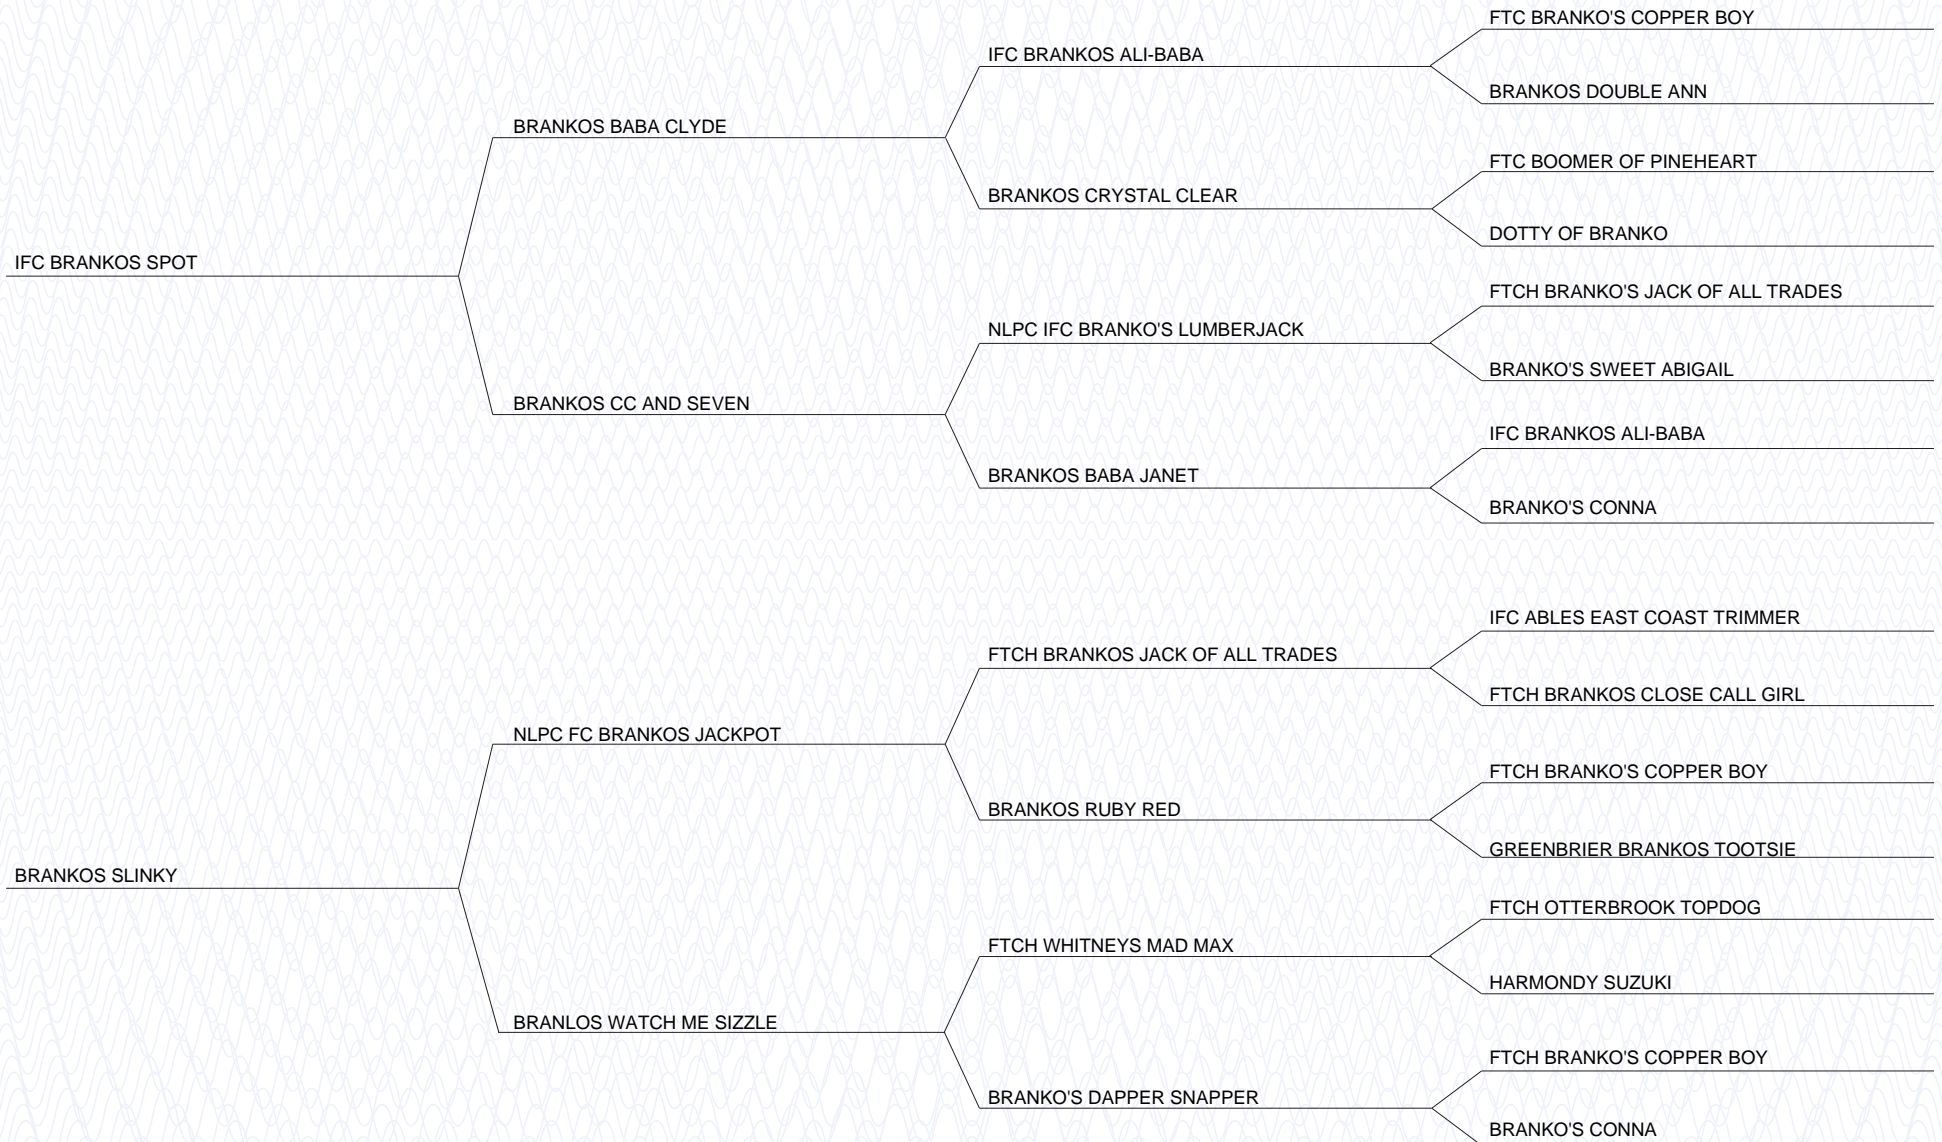 FTC BRANKO'S COPPER BOY
IFC BRANKOS ALI-BABA
BRANKOS DOUBLE ANN
BRANKOS BABA CLYDE
FTC BOOMER OF PINEHEART
BRANKOS CRYSTAL CLEAR
DOTTY OF BRANKO
IFC BRANKOS SPOT
FTCH BRANKO'S JACK OF ALL TRADES
NLPC IFC BRANKO'S LUMBERJACK
BRANKO'S SWEET ABIGAIL
BRANKOS CC AND SEVEN
IFC BRANKOS ALI-BABA
BRANKOS BABA JANET
BRANKO'S CONNA
IFC ABLES EAST COAST TRIMMER
FTCH BRANKOS JACK OF ALL TRADES
FTCH BRANKOS CLOSE CALL GIRL
NLPC FC BRANKOS JACKPOT
FTCH BRANKO'S COPPER BOY
BRANKOS RUBY RED
GREENBRIER BRANKOS TOOTSIE
BRANKOS SLINKY
FTCH OTTERBROOK TOPDOG
FTCH WHITNEYS MAD MAX
HARMONDY SUZUKI
BRANLOS WATCH ME SIZZLE
FTCH BRANKO'S COPPER BOY
BRANKO'S DAPPER SNAPPER
BRANKO'S CONNA